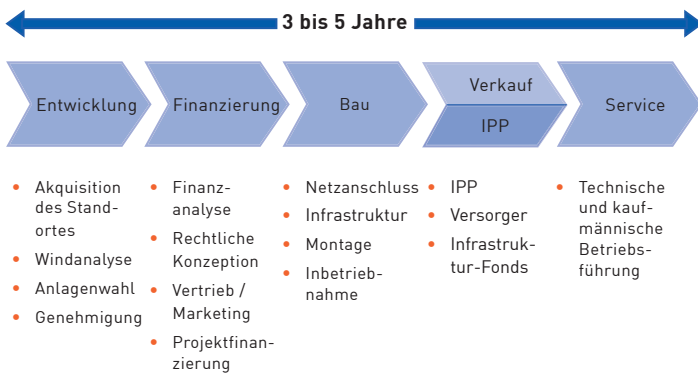 3 bis 5 Jahre
Entwicklung
Finanzierung
Bau
Verkauf
IPP
Service
• Akquisition
des Stand-
ortes
• Windanalyse
• Anlagenwahl
• Genehmigung
• Finanz-
analyse
• Rechtliche
Konzeption
• Vertrieb /
Marketing
• Projektfinan-
zierung
• Netzanschluss
• Infrastruktur
• Montage
• Inbetrieb-
nahme
• IPP
• Versorger
• Infrastruk-
tur-Fonds
• Technische
und kauf-
männische
Betriebs-
führung